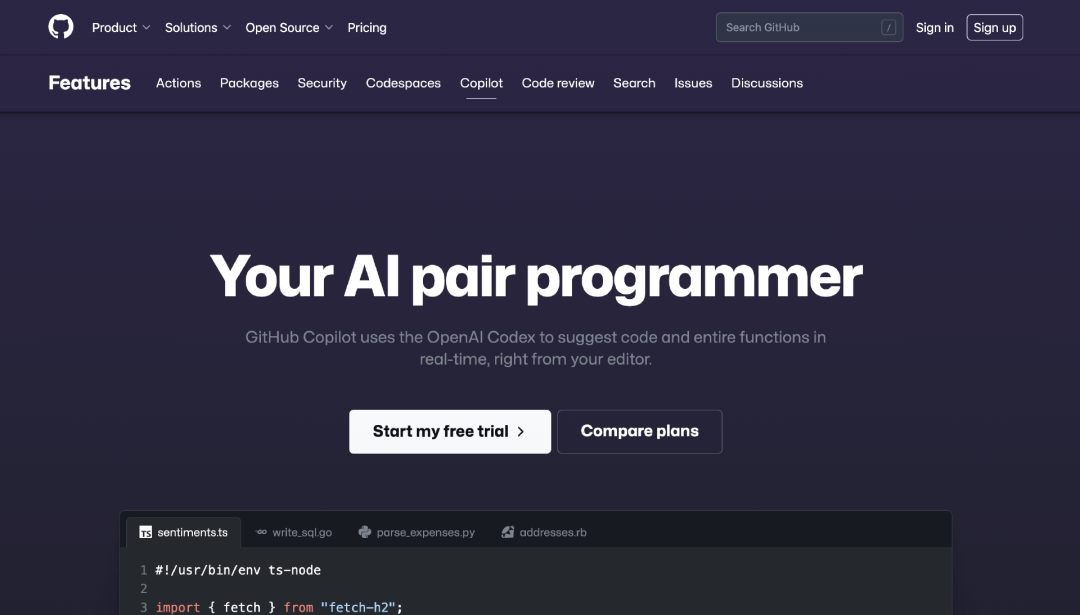 Product Solutions Open Source Pricing Search GitHub / Sign in Sign up
Features Actions Packages Security Codespaces Copilot Code review Search Issues Discussions
Your AI pair programmer
GitHub Copilot uses the OpenAI Codex to suggest code and entire functions in
real-time, right from your editor.
Start my free trial > Compare plans
TS sentiments.ts GO write_sql.go parse_expenses.py addresses.rb
1 #!/usr/bin/env ts-node
2
3 import { fetch } from "fetch-h2";